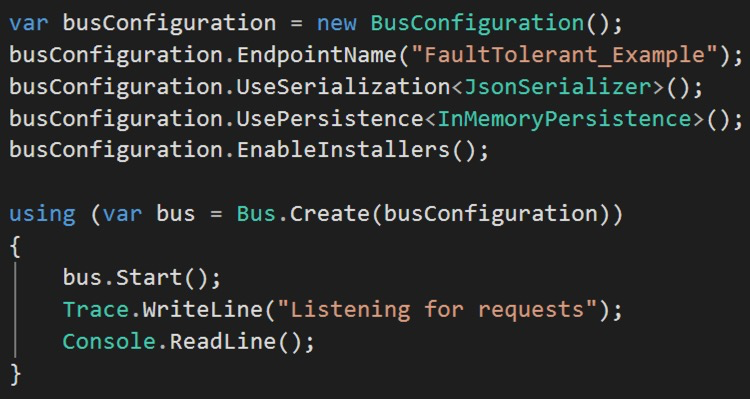 var busConfiguration = new BusConfiguration();
busConfiguration.EndpointName("FaultTolerant_Example");
busConfiguration.UseSerialization<JsonSerializer>();
busConfiguration.UsePersistence<InMemoryPersistence>();
busConfiguration.EnableInstallers();
using (var bus = Bus.Create(busConfiguration))
{
bus.Start();
Trace.WriteLine("Listening for requests");
Console.ReadLine();
}